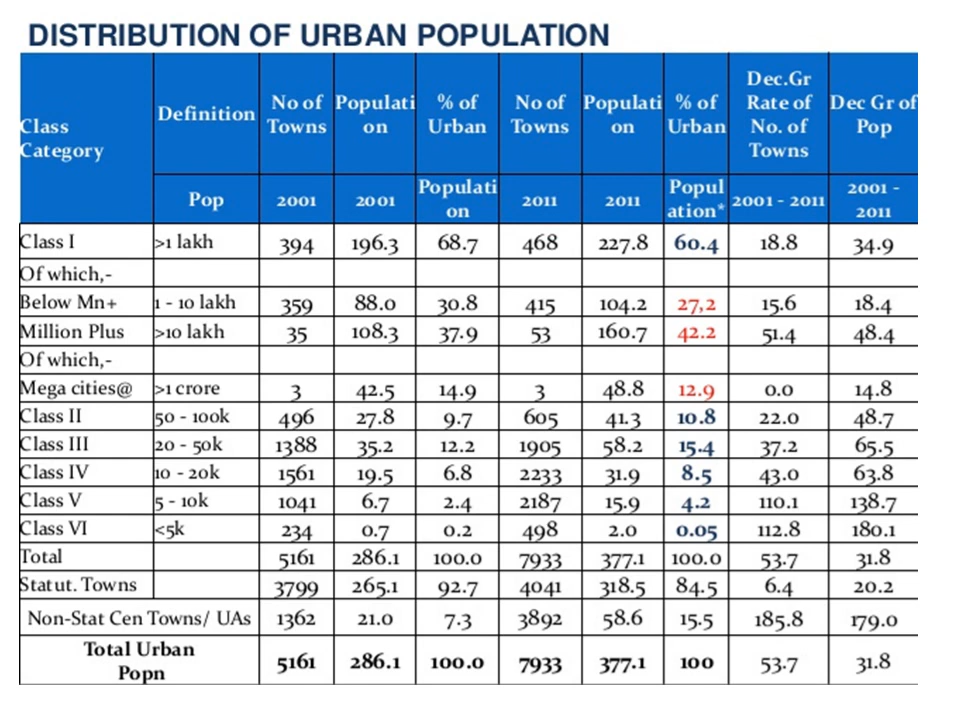 DISTRIBUTION OF URBAN POPULATION
Class Category Definition No of Towns Populati on % of Urban No of Towns Populati on % of Urban Dec.Gr Rate of No. of Towns Dec Gr of Pop
Pop 2001 2001 Populati on 2011 2011 Popul ation* 2001 - 2011 2001 - 2011
Class I >1 lakh 394 196.3 68.7 468 227.8 60.4 18.8 34.9
Of which,-
Below Mn+ 1 - 10 lakh 359 88.0 30.8 415 104.2 27,2 15.6 18.4
Million Plus >10 lakh 35 108.3 37.9 53 160.7 42.2 51.4 48.4
Of which,-
Mega cities@ >1 crore 3 42.5 14.9 3 48.8 12.9 0.0 14.8
Class II 50 - 100k 496 27.8 9.7 605 41.3 10.8 22.0 48.7
Class III 20 - 50k 1388 35.2 12.2 1905 58.2 15.4 37.2 65.5
Class IV 10 - 20k 1561 19.5 6.8 2233 31.9 8.5 43.0 63.8
Class V 5 - 10k 1041 6.7 2.4 2187 15.9 4.2 110.1 138.7
Class VI <5k 234 0.7 0.2 498 2.0 0.05 112.8 180.1
Total 5161 286.1 100.0 7933 377.1 100.0 53.7 31.8
Statut. Towns 3799 265.1 92.7 4041 318.5 84.5 6.4 20.2
Non-Stat Cen Towns/ UAs 1362 21.0 7.3 3892 58.6 15.5 185.8 179.0
Total Urban Popn 5161 286.1 100.0 7933 377.1 100 53.7 31.8